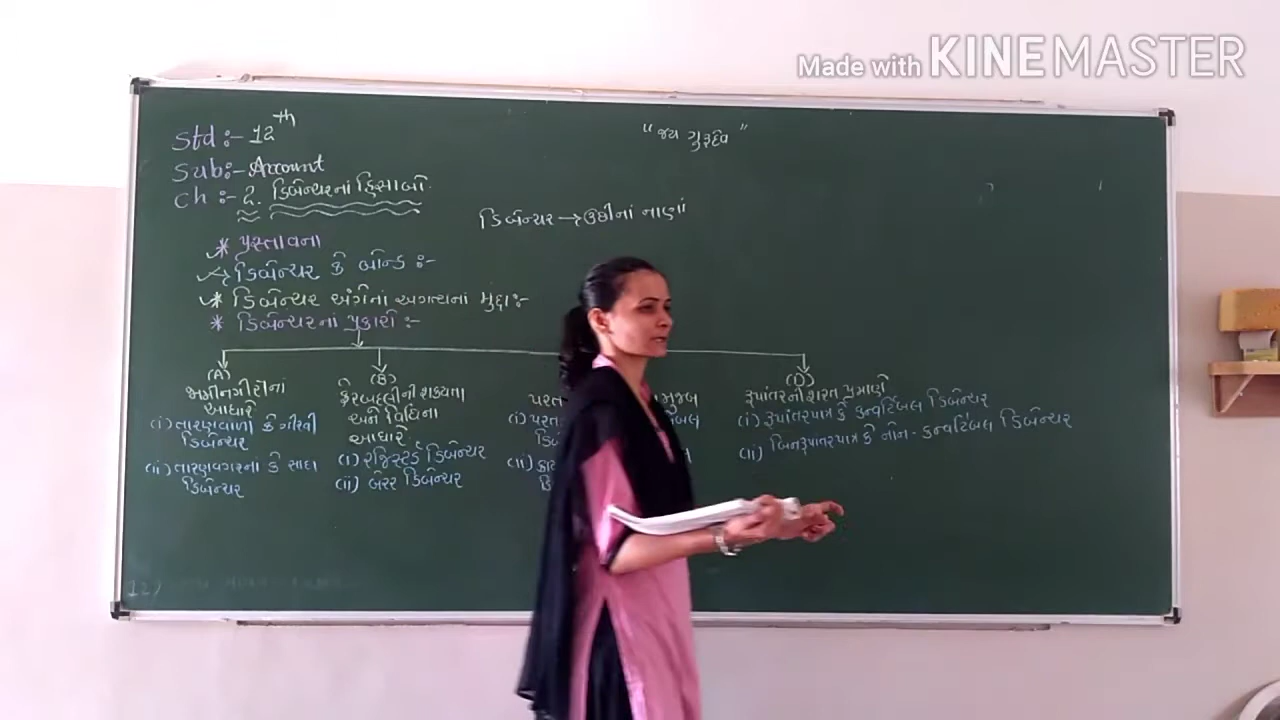 Made with KINEMASTER
"જય ગુરૂદેવ"
Std :- 12th
Sub :- Account
Ch :- 2. ડિબેન્ચરનાં હિસાબો
ડિબેન્ચર → ઉછીનાં નાણાં
* પ્રસ્તાવના
ડિબેન્ચર કે બોન્ડ :-
* ડિબેન્ચર અંગેનાં અગત્યનાં મુદ્દા :-
* ડિબેન્ચરનાં પ્રકારો :-
(A)
જામીનગીરીનાં
આધારે
(i) તારણવાળા કે ગીરવી
ડિબેન્ચર
(ii) તારણવગરનાં કે સાદા
ડિબેન્ચર
(B)
ફેરબદલીની શક્યતા
અને વિધિના
આધારે
(i) રજિસ્ટર્ડ ડિબેન્ચર
(ii) બેરર ડિબેન્ચર
મુજબ
(i)
(ii)
(D)
રૂપાંતરની શરત પ્રમાણે
(i) રૂપાંતરપાત્ર કે કન્વર્ટિબલ ડિબેન્ચર
(ii) બિનરૂપાંતરપાત્ર કે નોન-કન્વર્ટિબલ ડિબેન્ચર